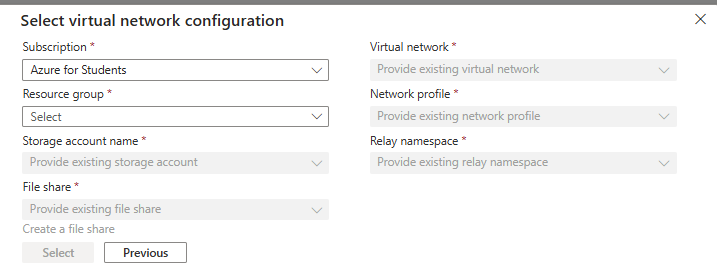 Select virtual network configuration
Subscription *
Azure for Students
Resource group *
Select
Storage account name *
Provide existing storage account
File share *
Provide existing file share
Create a file share
Virtual network *
Provide existing virtual network
Network profile *
Provide existing network profile
Relay namespace *
Provide existing relay namespace
Select
Previous